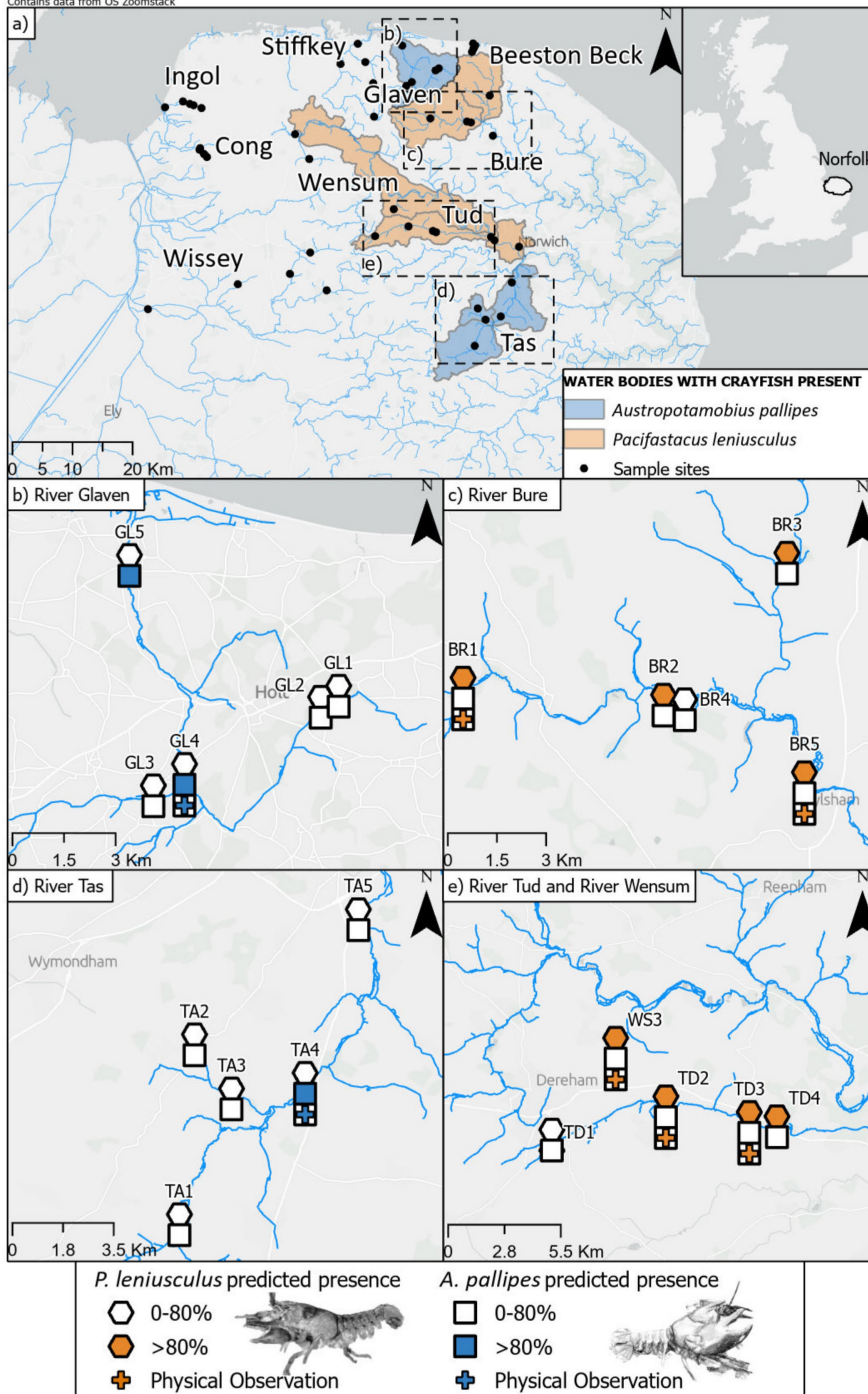 Contains data from OS Zoomstack
a)
N
b)
Stiffkey
Beeston Beck
Ingol
Glaven
Cong
c)
Bure
Norfolk
Wensum
Tud
Norwich
Wissey
e)
d)
Tas
Ely
0 5 10 20 Km
WATER BODIES WITH CRAYFISH PRESENT
Austropotamobius pallipes
Pacifastacus leniusculus
Sample sites
b) River Glaven
N
GL5
GL1
GL2
Holt
GL4
GL3
0 1.5 3 Km
c) River Bure
N
BR3
BR1
BR2
BR4
BR5
ylsham
0 1.5 3 Km
d) River Tas
N
TA5
Wymondham
TA2
TA3
TA4
TA1
0 1.8 3.5 Km
e) River Tud and River Wensum
N
Reepham
WS3
Dereham
TD2
TD3
TD4
TD1
0 2.8 5.5 Km
P. leniusculus predicted presence
0-80%
>80%
Physical Observation
A. pallipes predicted presence
0-80%
>80%
Physical Observation